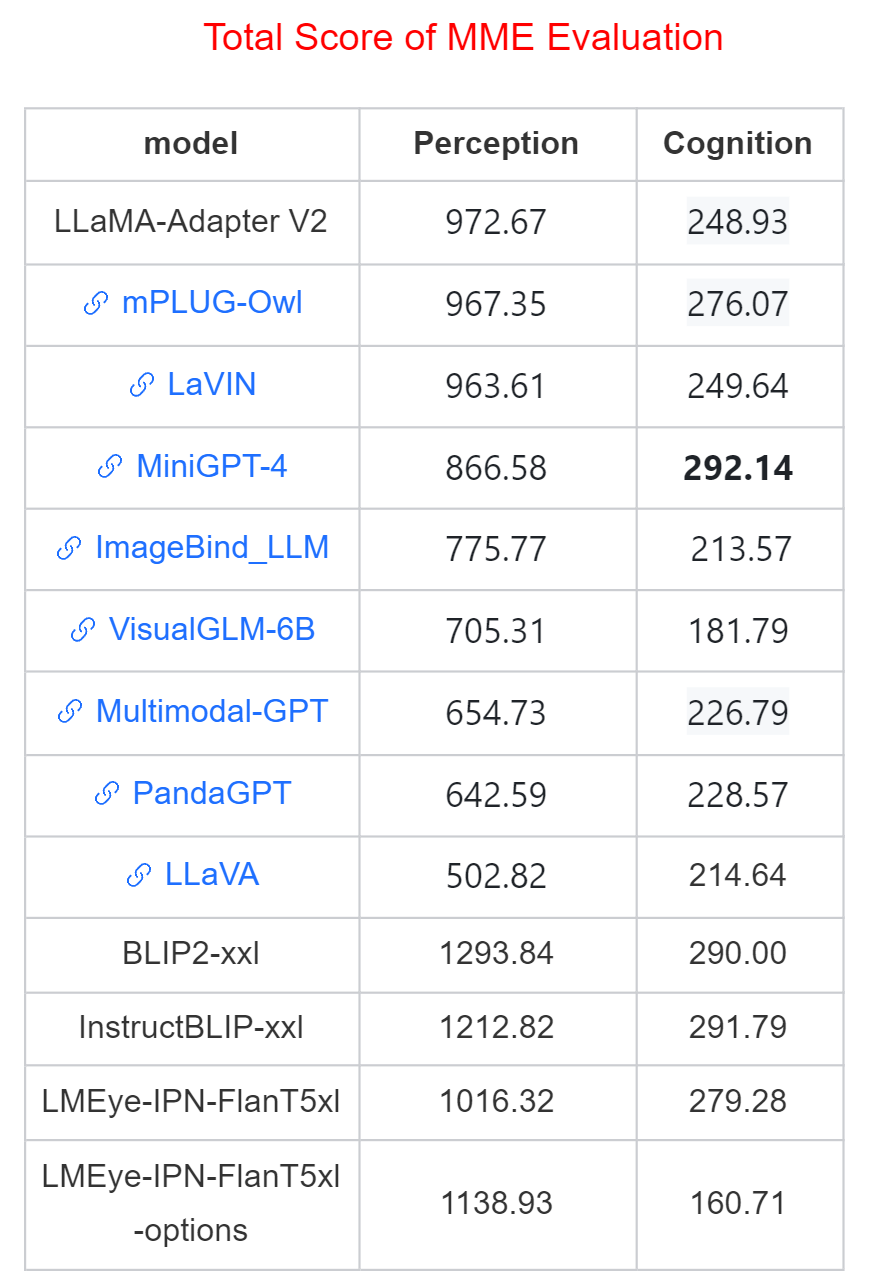 Total Score of MME Evaluation
model Perception Cognition
LLaMA-Adapter V2 972.67 248.93
mPLUG-Owl 967.35 276.07
LaVIN 963.61 249.64
MiniGPT-4 866.58 292.14
ImageBind_LLM 775.77 213.57
VisualGLM-6B 705.31 181.79
Multimodal-GPT 654.73 226.79
PandaGPT 642.59 228.57
LLaVA 502.82 214.64
BLIP2-xxl 1293.84 290.00
InstructBLIP-xxl 1212.82 291.79
LMEye-IPN-FlanT5xl 1016.32 279.28
LMEye-IPN-FlanT5xl
-options 1138.93 160.71